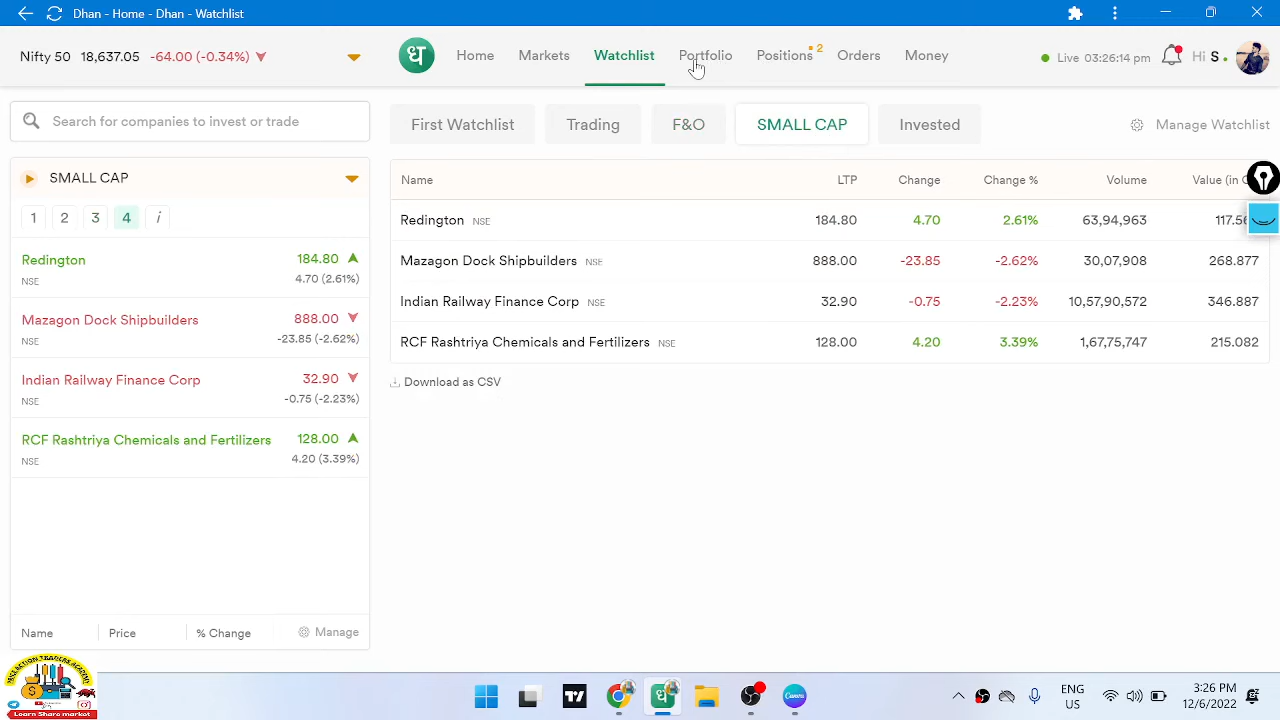 Dhan - Home - Dhan - Watchlist
Nifty 50 18,637.05 -64.00 (-0.34%)
ध
Home Markets Watchlist Portfolio Positions 2 Orders Money
Live 03:26:14 pm
Hi S
Search for companies to invest or trade
First Watchlist Trading F&O SMALL CAP Invested
Manage Watchlist
SMALL CAP
1 2 3 4 i
Redington 184.80
NSE 4.70 (2.61%)
Mazagon Dock Shipbuilders 888.00
NSE -23.85 (-2.62%)
Indian Railway Finance Corp 32.90
NSE -0.75 (-2.23%)
RCF Rashtriya Chemicals and Fertilizers 128.00
NSE 4.20 (3.39%)
Name Price % Change Manage
Name LTP Change Change % Volume Value (in
Redington NSE 184.80 4.70 2.61% 63,94,963 117.5
Mazagon Dock Shipbuilders NSE 888.00 -23.85 -2.62% 30,07,908 268.877
Indian Railway Finance Corp NSE 32.90 -0.75 -2.23% 10,57,90,572 346.887
RCF Rashtriya Chemicals and Fertilizers NSE 128.00 4.20 3.39% 1,67,75,747 215.082
Download as CSV
TRADERS ACADEMY
Learn Share market
Canva
ENG
US
3:26 PM
12/6/2022